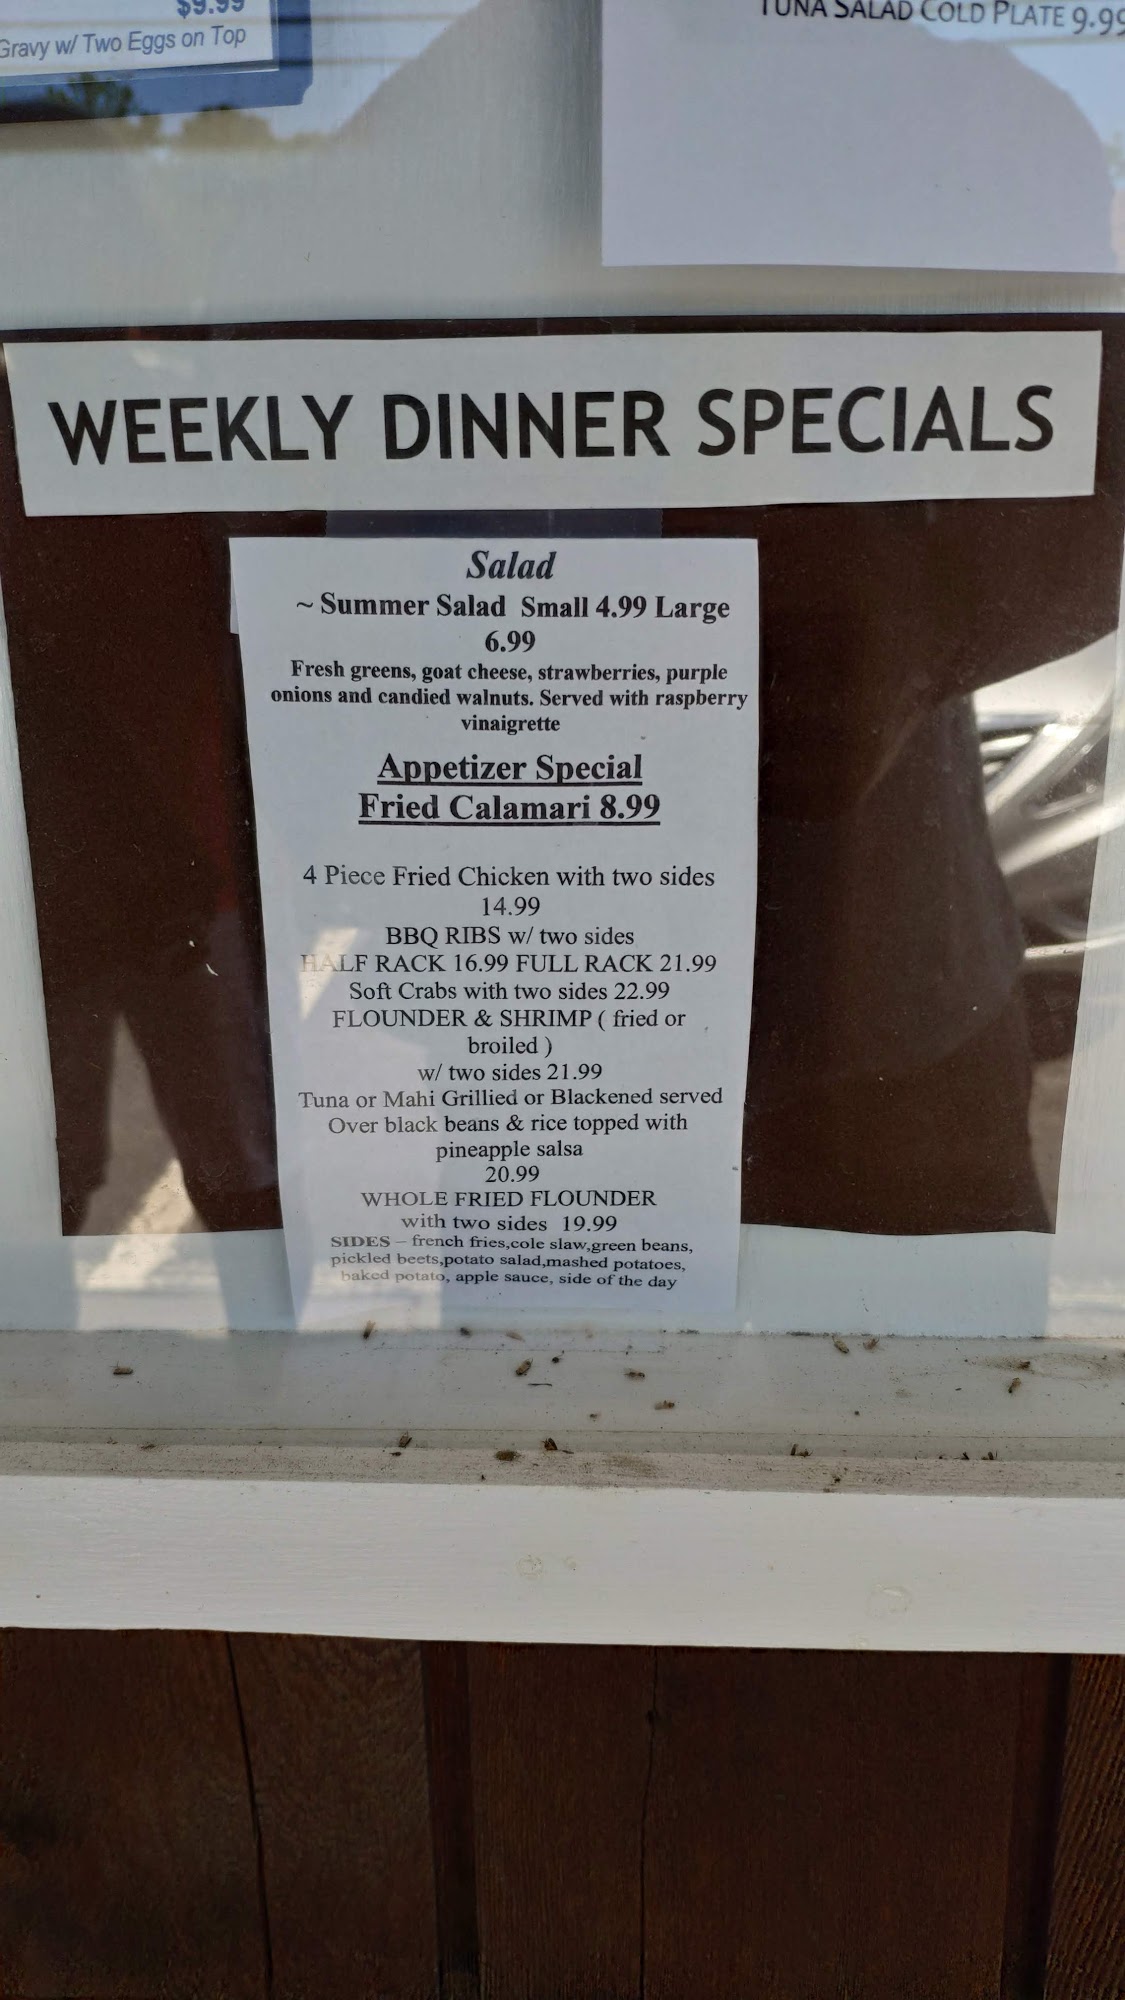 $9.99
Gravy w/ Two Eggs on Top
TUNA SALAD COLD PLATE 9.99
WEEKLY DINNER SPECIALS
Salad
~ Summer Salad Small 4.99 Large
6.99
Fresh greens, goat cheese, strawberries, purple
onions and candied walnuts. Served with raspberry
vinaigrette
Appetizer Special
Fried Calamari 8.99
4 Piece Fried Chicken with two sides
14.99
BBQ RIBS w/ two sides
HALF RACK 16.99 FULL RACK 21.99
Soft Crabs with two sides 22.99
FLOUNDER & SHRIMP ( fried or
broiled )
w/ two sides 21.99
Tuna or Mahi Grillied or Blackened served
Over black beans & rice topped with
pineapple salsa
20.99
WHOLE FRIED FLOUNDER
with two sides 19.99
SIDES – french fries,cole slaw,green beans,
pickled beets,potato salad,mashed potatoes,
baked potato, apple sauce, side of the day